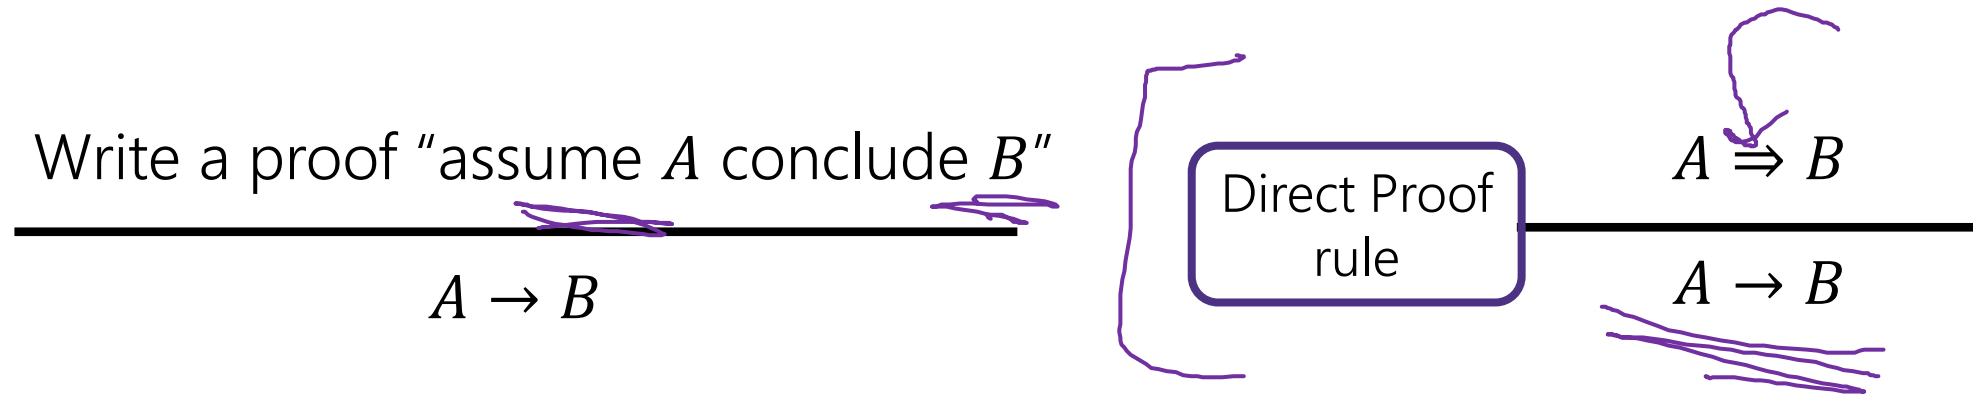 Write a proof “assume A conclude B”
A → B
Direct Proof
rule
A ⇒ B
A → B